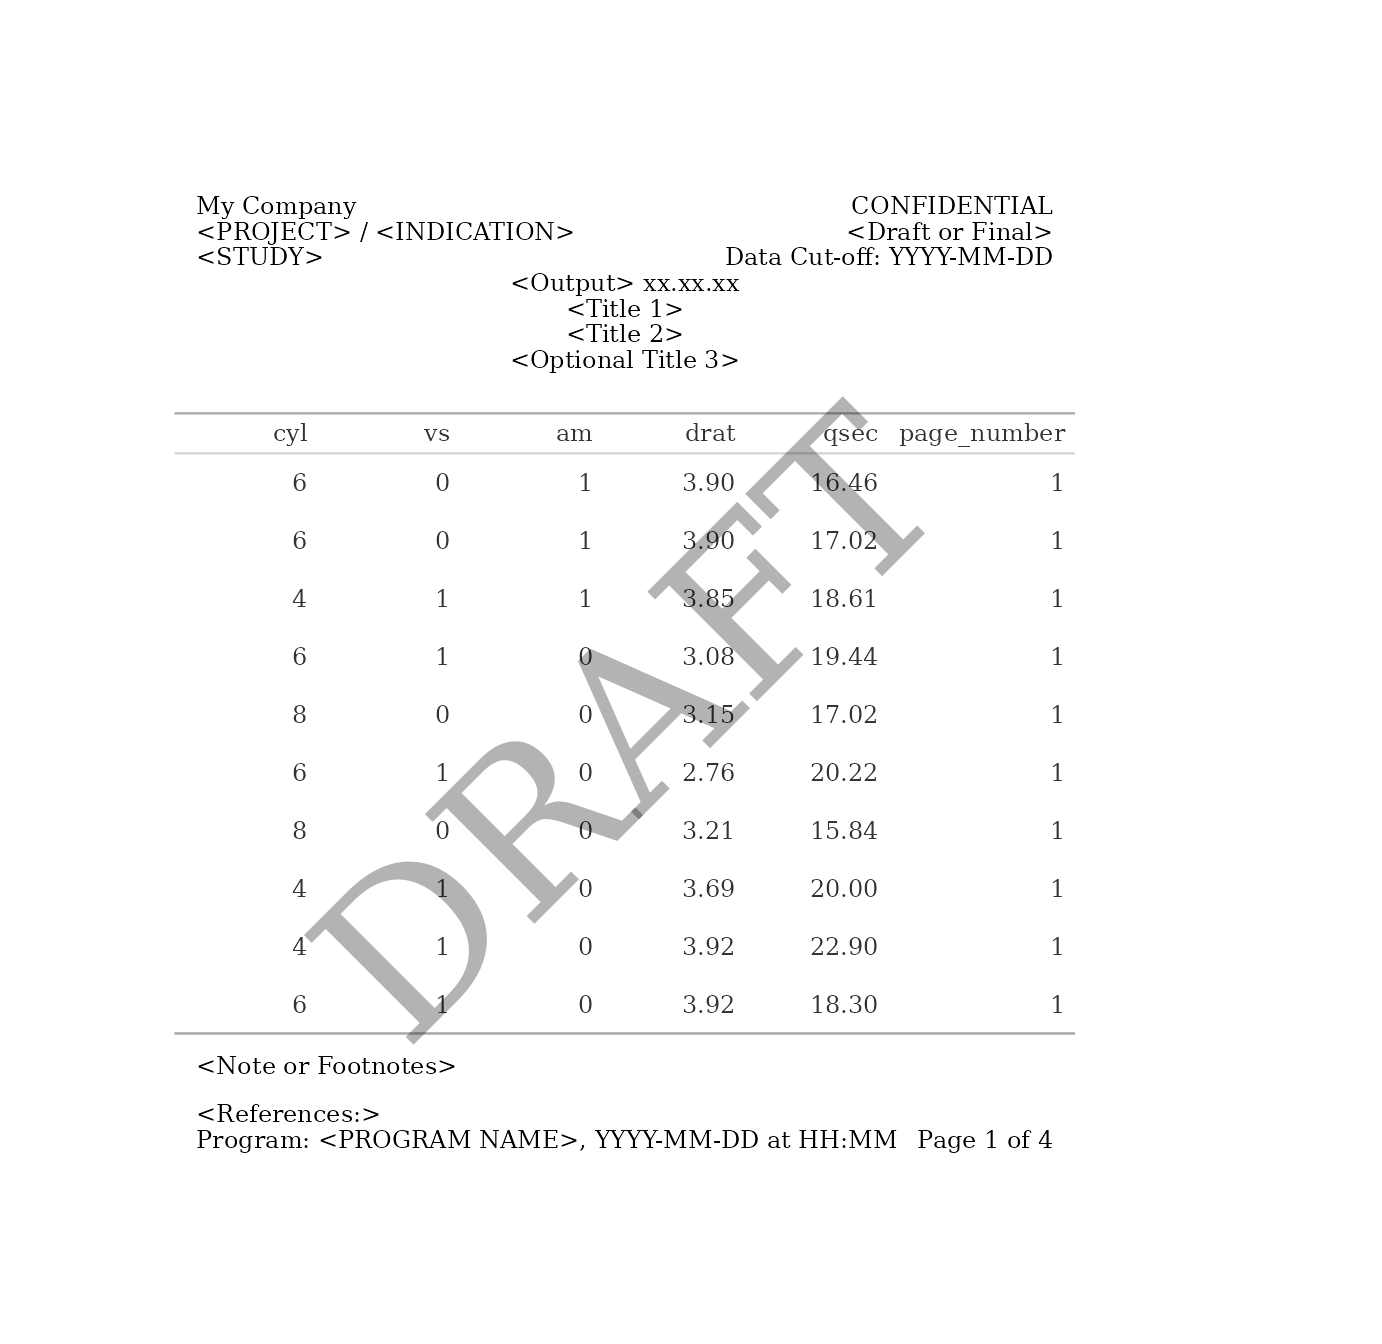 My Company CONFIDENTIAL
<PROJECT> / <INDICATION> <Draft or Final>
<STUDY> Data Cut-off: YYYY-MM-DD
<Output> xx.xx.xx
<Title 1>
<Title 2>
<Optional Title 3>
cyl vs am drat qsec page_number
6 0 1 3.90 16.46 1
6 0 1 3.90 17.02 1
4 1 1 3.85 18.61 1
6 1 0 3.08 19.44 1
8 0 0 3.15 17.02 1
6 1 0 2.76 20.22 1
8 0 0 3.21 15.84 1
4 1 0 3.69 20.00 1
4 1 0 3.92 22.90 1
6 1 0 3.92 18.30 1
DRAFT
<Note or Footnotes>
<References:>
Program: <PROGRAM NAME>, YYYY-MM-DD at HH:MM Page 1 of 4